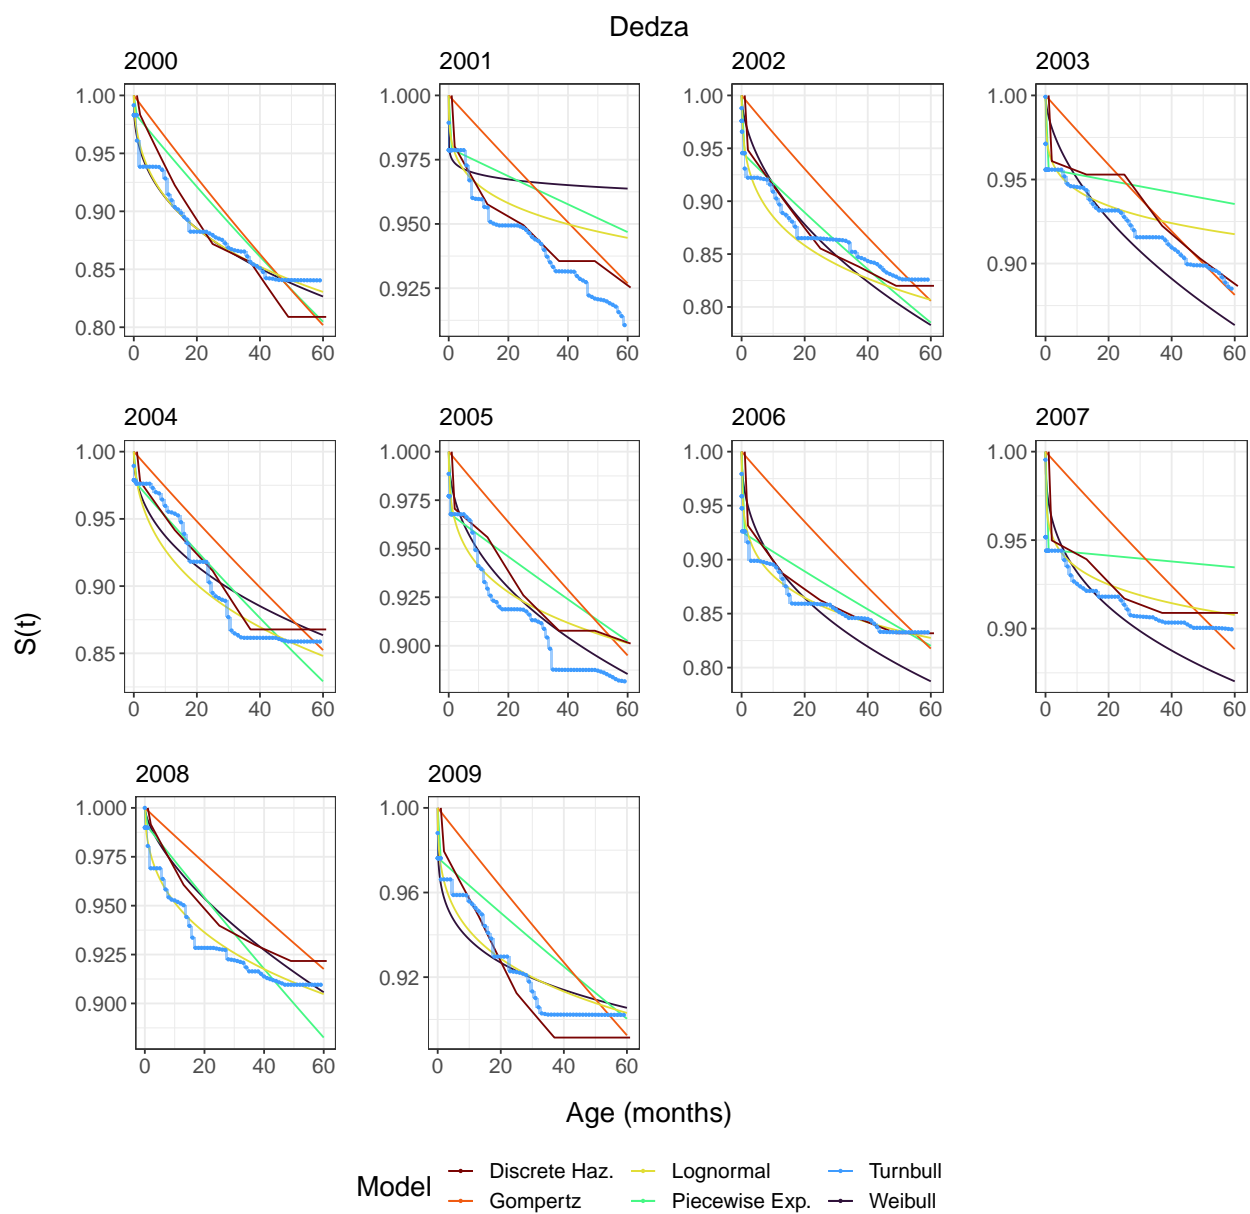 Dedza
2000 2001 2002 2003
1.00 1.000 1.00 1.00
0.95 0.975 0.95 0.95
0.90 0.950 0.90 0.90
0.85 0.925 0.85
0.80 0.80
0 20 40 60 0 20 40 60 0 20 40 60 0 20 40 60
2004 2005 2006 2007
1.00 1.000 1.00 1.00
0.95 0.975 0.95 0.95
0.90 0.950 0.90 0.90
0.85 0.925 0.85
0.900 0.80
0 20 40 60 0 20 40 60 0 20 40 60 0 20 40 60
S(t)
2008 2009
1.000 1.00
0.975 0.96
0.950 0.92
0.925
0.900
0 20 40 60 0 20 40 60
Age (months)
Model Discrete Haz. Lognormal Turnbull
Gompertz Piecewise Exp. Weibull